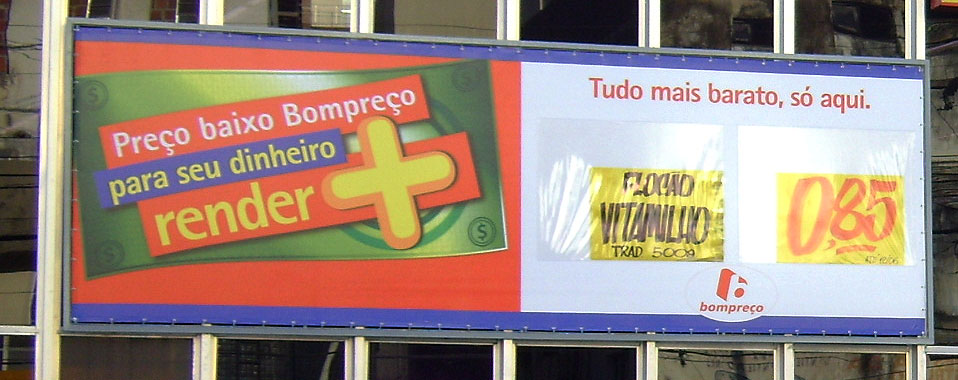 Preço baixo Bompreço
para seu dinheiro
render +
Tudo mais barato, só aqui.
FLOCÃO
VITAMILHO
TRAD 500g
0,85
bompreço